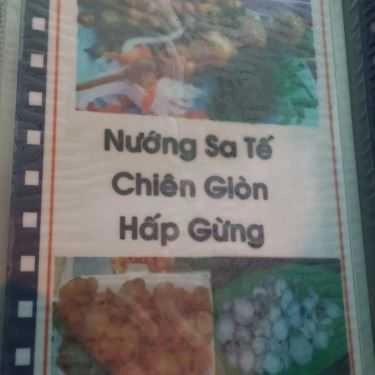 Nướng Sa Tế
Chiên Giòn
Hấp Gừng